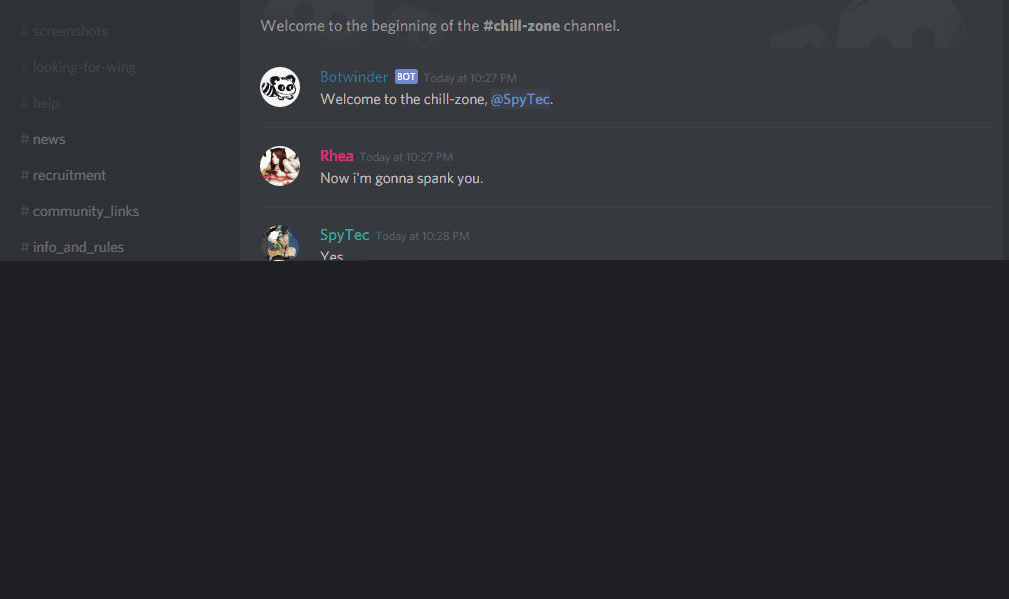 # screenshots
# looking-for-wing
# help
# news
# recruitment
# community_links
# info_and_rules
Welcome to the beginning of the #chill-zone channel.
Botwinder BOT Today at 10:27 PM
Welcome to the chill-zone, @SpyTec.
Rhea Today at 10:27 PM
Now i'm gonna spank you.
SpyTec Today at 10:28 PM
Yes